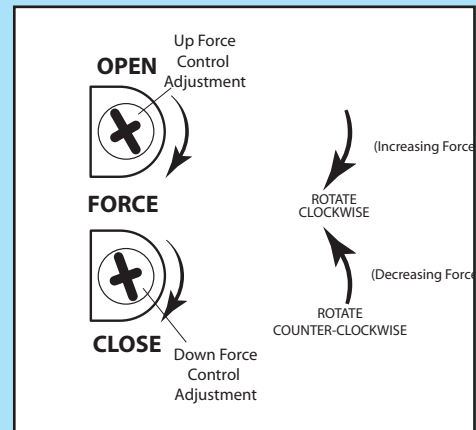 Up Force
Control
Adjustment
OPEN
FORCE
CLOSE
Down Force
Control
Adjustment
(Increasing Force
ROTATE
CLOCKWISE
(Decreasing Force
ROTATE
COUNTER-CLOCKWISE